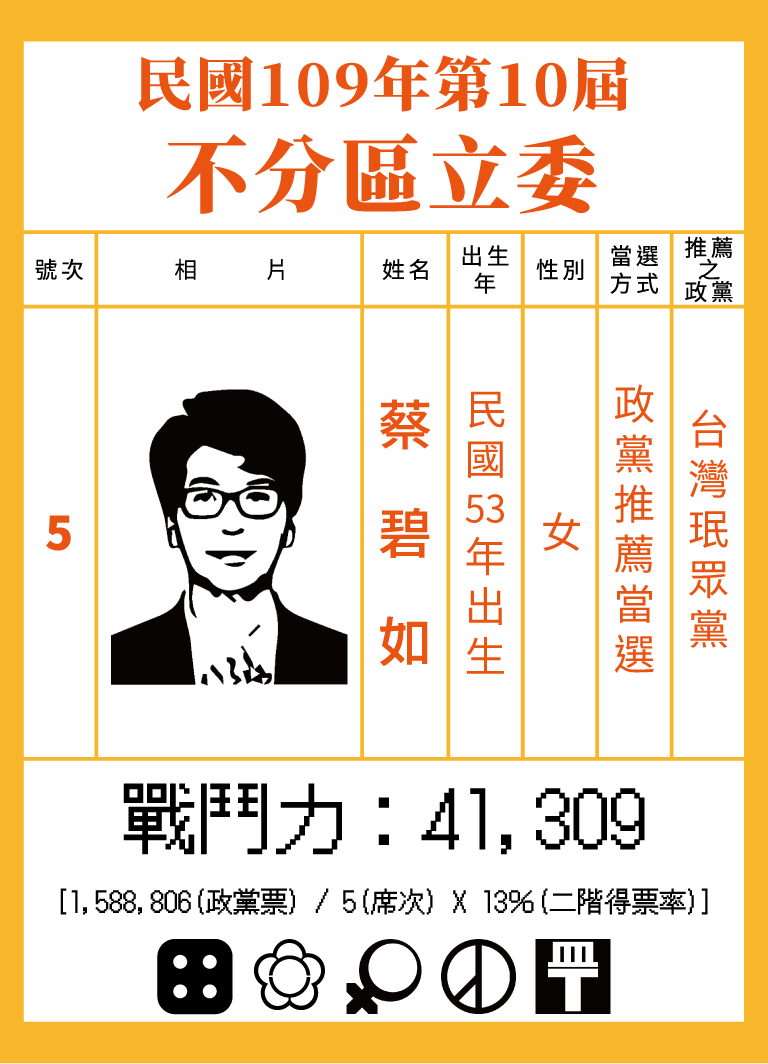 民國109年第10屆
不分區立委
號次
相片
姓名
出生年
性別
當選方式
推薦之政黨
5
蔡碧如
民國53年出生
女
政黨推薦當選
台灣珉眾黨
戰鬥力：41,309
[1,588,806(政黨票) / 5(席次) X 13%(二階得票率)]